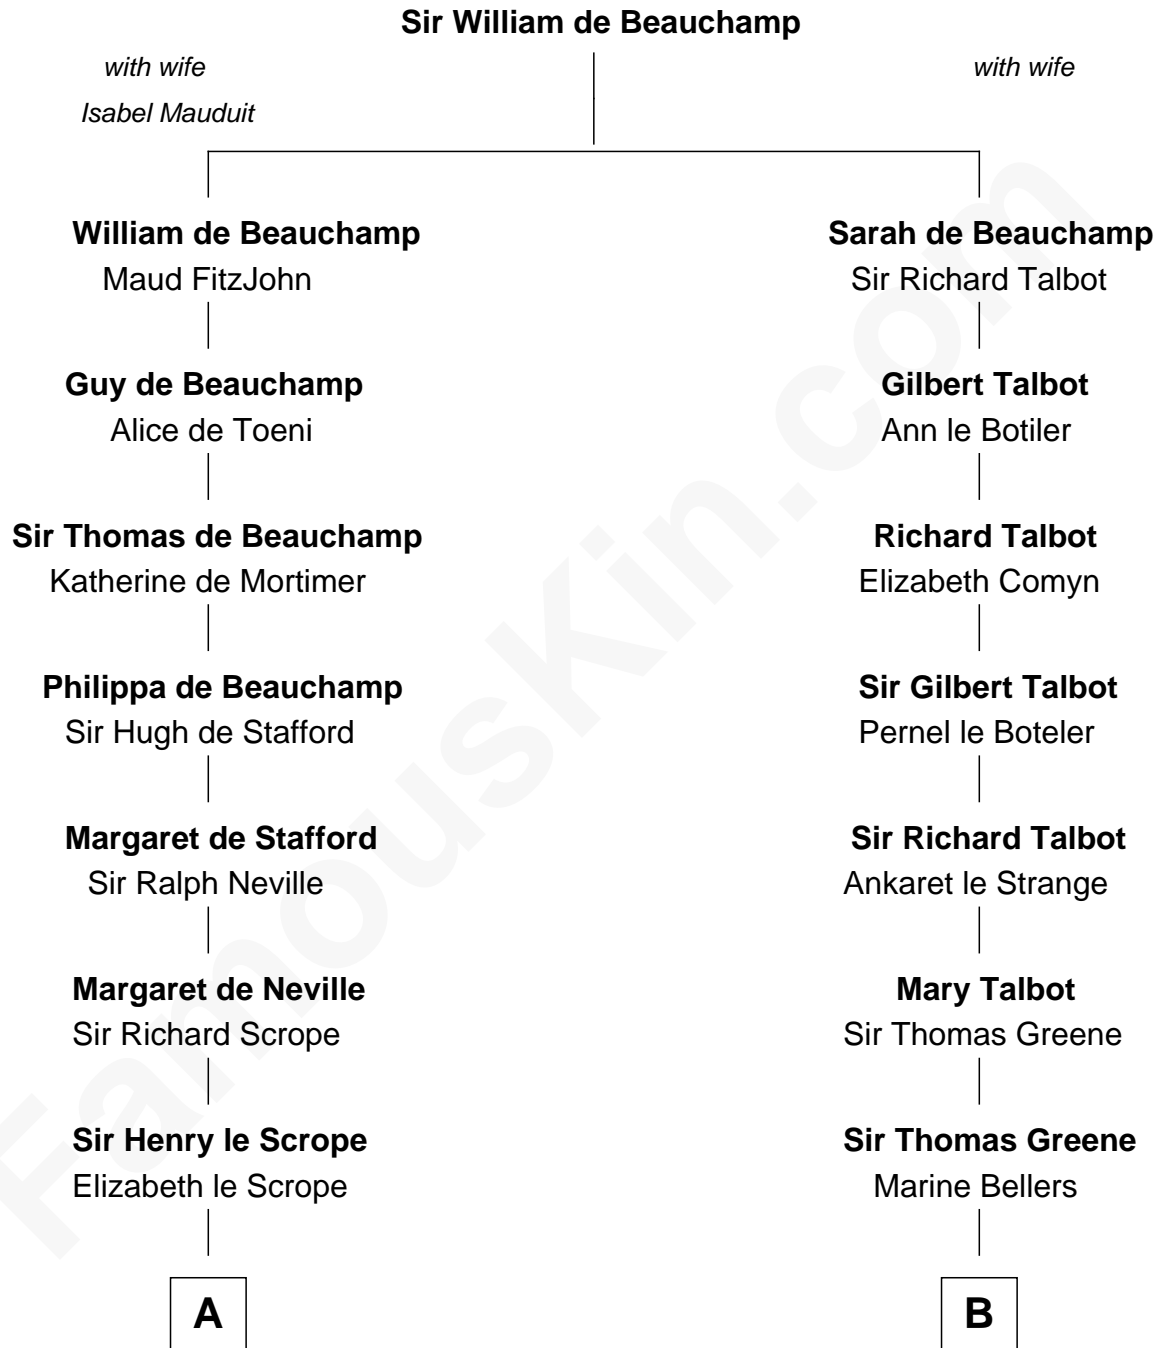 Sir William de Beauchamp
with wife
with wife
Isabel Mauduit
William de Beauchamp
Sarah de Beauchamp
Maud FitzJohn
Sir Richard Talbot
Guy de Beauchamp
Gilbert Talbot
Alice de Toeni
Ann le Botiler
Sir Thomas de Beauchamp
Richard Talbot
Katherine de Mortimer
Elizabeth Comyn
Philippa de Beauchamp
Sir Gilbert Talbot
Sir Hugh de Stafford
Pernel le Boteler
Margaret de Stafford
Sir Richard Talbot
Sir Ralph Neville
Ankaret le Strange
Margaret de Neville
Mary Talbot
Sir Richard Scrope
Sir Thomas Greene
Sir Henry le Scrope
Sir Thomas Greene
Elizabeth le Scrope
Marine Bellers
A
B
FamousKin.com